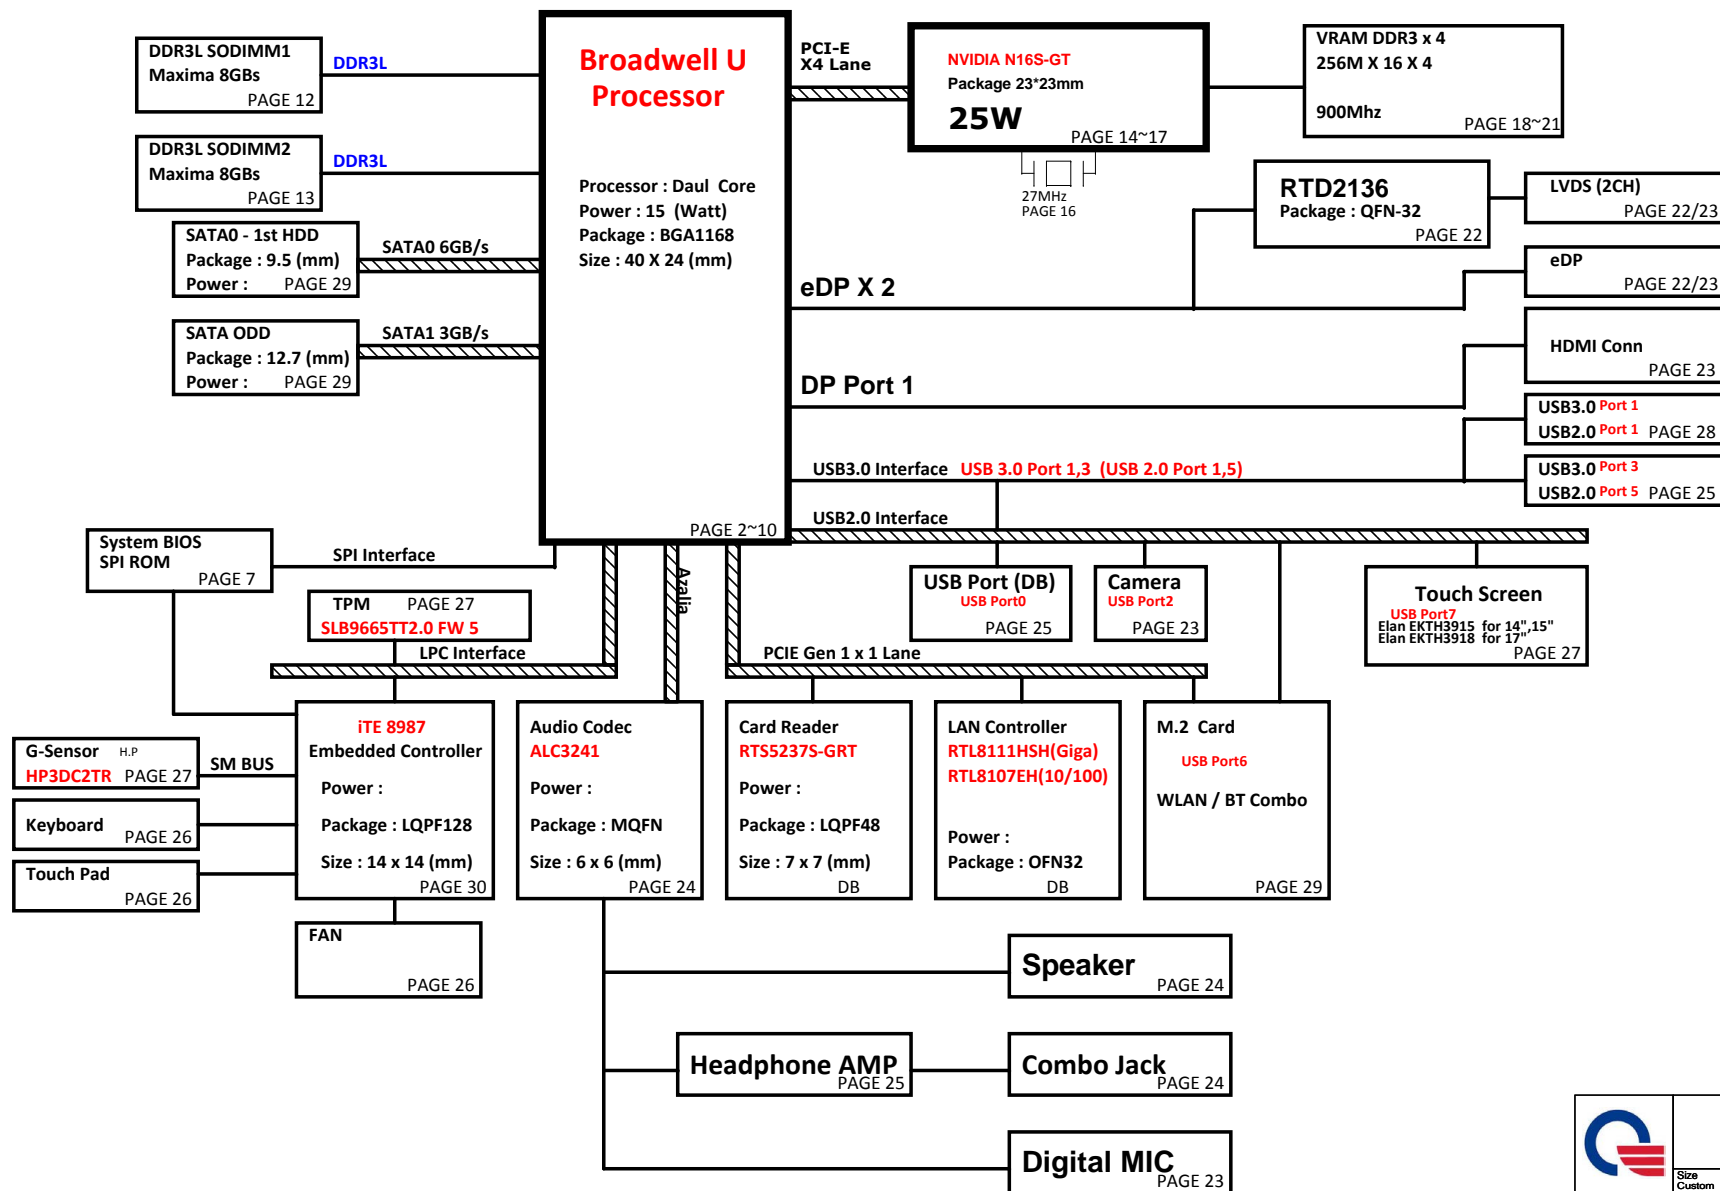 DDR3L SODIMM1
Maxima 8GBs
PAGE 12
DDR3L
DDR3L SODIMM2
Maxima 8GBs
PAGE 13
DDR3L
SATA0 - 1st HDD
Package : 9.5 (mm)
Power : PAGE 29
SATA0 6GB/s
SATA ODD
Package : 12.7 (mm)
Power : PAGE 29
SATA1 3GB/s
Broadwell U
Processor
Processor : Daul Core
Power : 15 (Watt)
Package : BGA1168
Size : 40 X 24 (mm)
PAGE 2~10
PCI-E
X4 Lane
NVIDIA N16S-GT
Package 23*23mm
25W
PAGE 14~17
27MHz
PAGE 16
VRAM DDR3 x 4
256M X 16 X 4
900Mhz
PAGE 18~21
RTD2136
Package : QFN-32
PAGE 22
LVDS (2CH)
PAGE 22/23
eDP X 2
eDP
PAGE 22/23
DP Port 1
HDMI Conn
PAGE 23
USB3.0 Port 1
USB2.0 Port 1 PAGE 28
USB3.0 Interface USB 3.0 Port 1,3 (USB 2.0 Port 1,5)
USB3.0 Port 3
USB2.0 Port 5 PAGE 25
USB2.0 Interface
System BIOS
SPI ROM
PAGE 7
SPI Interface
TPM PAGE 27
SLB9665TT2.0 FW 5
LPC Interface
Azalia
PCIE Gen 1 x 1 Lane
USB Port (DB)
USB Port0
PAGE 25
Camera
USB Port2
PAGE 23
Touch Screen
USB Port7
Elan EKTH3915 for 14",15"
Elan EKTH3918 for 17"
PAGE 27
G-Sensor H.P
HP3DC2TR PAGE 27
SM BUS
Keyboard
PAGE 26
Touch Pad
PAGE 26
iTE 8987
Embedded Controller
Power :
Package : LQPF128
Size : 14 x 14 (mm)
PAGE 30
FAN
PAGE 26
Audio Codec
ALC3241
Power :
Package : MQFN
Size : 6 x 6 (mm)
PAGE 24
Card Reader
RTS5237S-GRT
Power :
Package : LQPF48
Size : 7 x 7 (mm)
DB
LAN Controller
RTL8111HSH(Giga)
RTL8107EH(10/100)
Power :
Package : OFN32
DB
M.2 Card
USB Port6
WLAN / BT Combo
PAGE 29
Speaker
PAGE 24
Headphone AMP
PAGE 25
Combo Jack
PAGE 24
Digital MIC
PAGE 23
Size
Custom